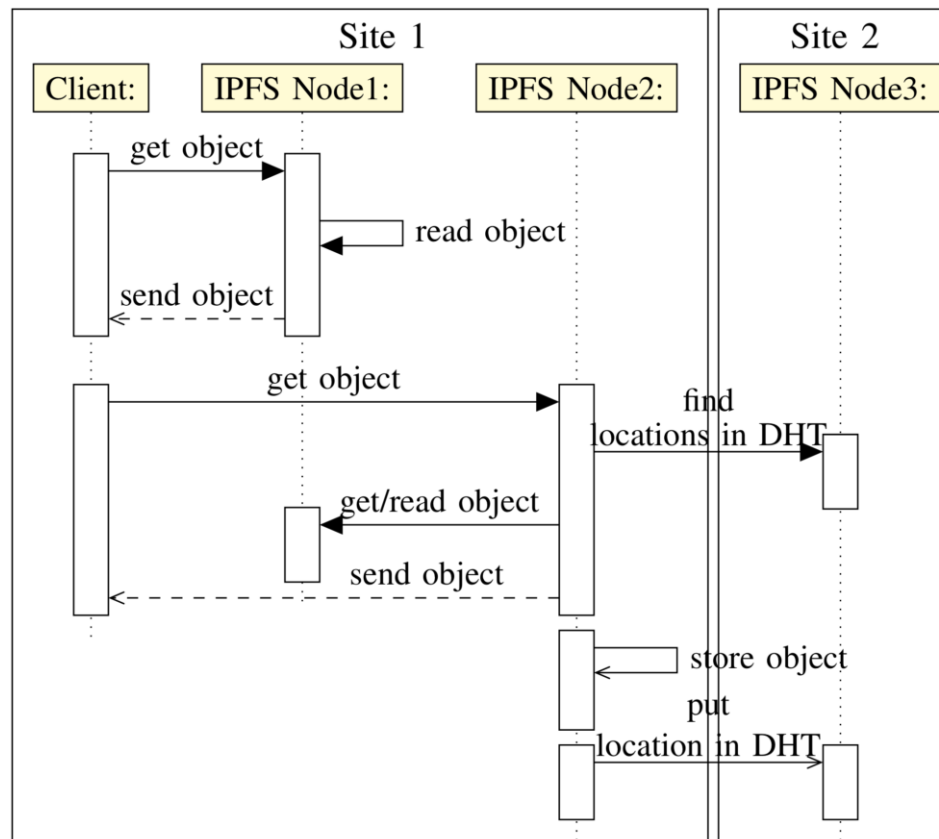 Site 1
Site 2
Client:
IPFS Node1:
IPFS Node2:
IPFS Node3:
get object
read object
send object
get object
find
locations in DHT
get/read object
send object
store object
put
location in DHT